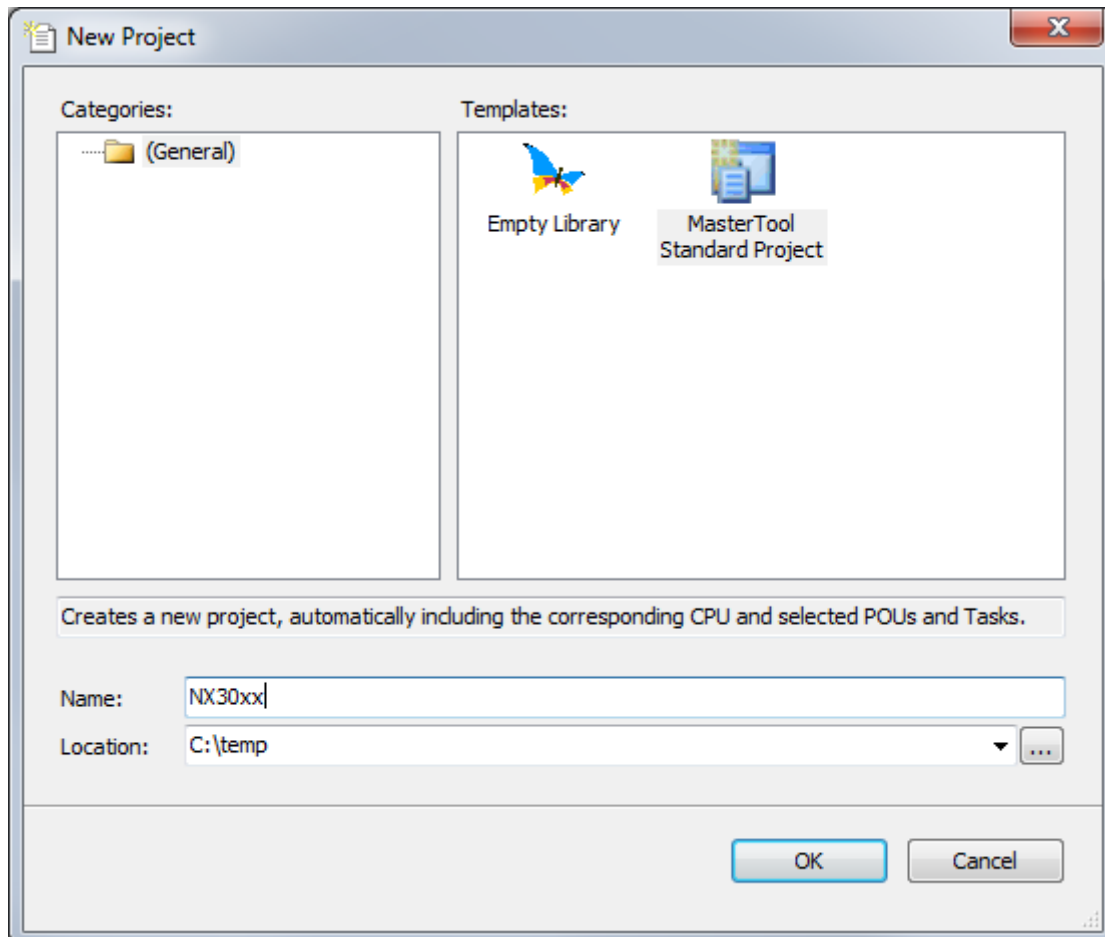 New Project
Categories:
Templates:
(General)
Empty Library
MasterTool
Standard Project
Creates a new project, automatically including the corresponding CPU and selected POUs and Tasks.
Name:
NX30xx
Location:
C:\temp
...
OK
Cancel